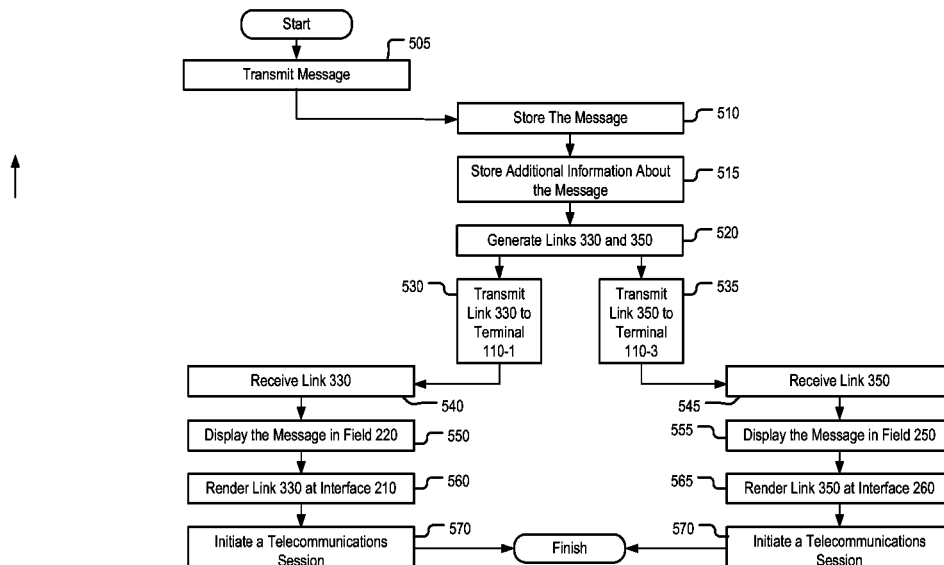 Start
505
Transmit Message
Store The Message
510
Store Additional Information About
the Message
515
Generate Links 330 and 350
520
530
Transmit
Link 330 to
Terminal
110-1
Transmit
Link 350 to
Terminal
110-3
535
Receive Link 330
540
Receive Link 350
545
Display the Message in Field 220
550
555
Display the Message in Field 250
Render Link 330 at Interface 210
560
565
Render Link 350 at Interface 260
Initiate a Telecommunications
Session
570
Finish
570
Initiate a Telecommunications
Session